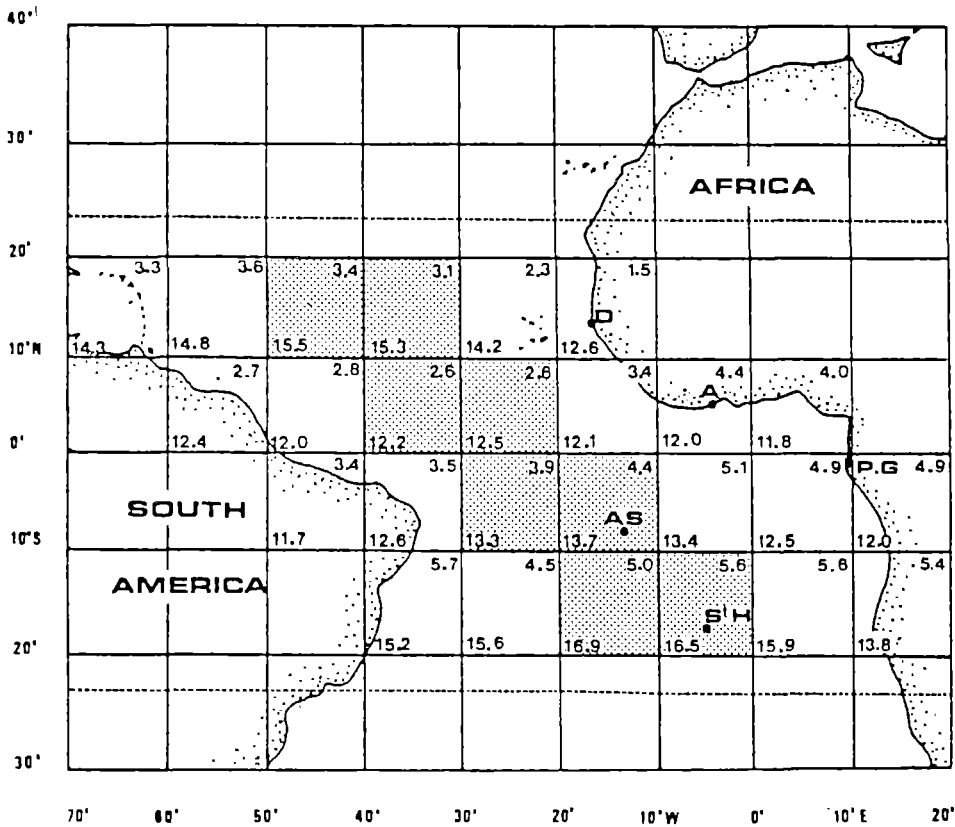 40°
30°
AFRICA
20°
3.3 3.6 3.4 3.1 2.3 1.5
D
10°N 14.3 14.8 15.5 15.3 14.2 12.6
2.7 2.8 2.6 2.6 3.4 4.4 4.0
A
0° 12.4 12.0 12.2 12.5 12.1 12.0 11.8
3.4 3.5 3.9 4.4 5.1 4.9 P.G 4.9
SOUTH
AS
10°S 11.7 12.6 13.3 13.7 13.4 12.5 12.0
5.7 4.5 5.0 5.6 5.6 5.4
AMERICA
StH
20° 15.2 15.6 16.9 16.5 15.9 13.8
30°
70° 60° 50° 40° 30° 20° 10°W 0° 10°E 20°